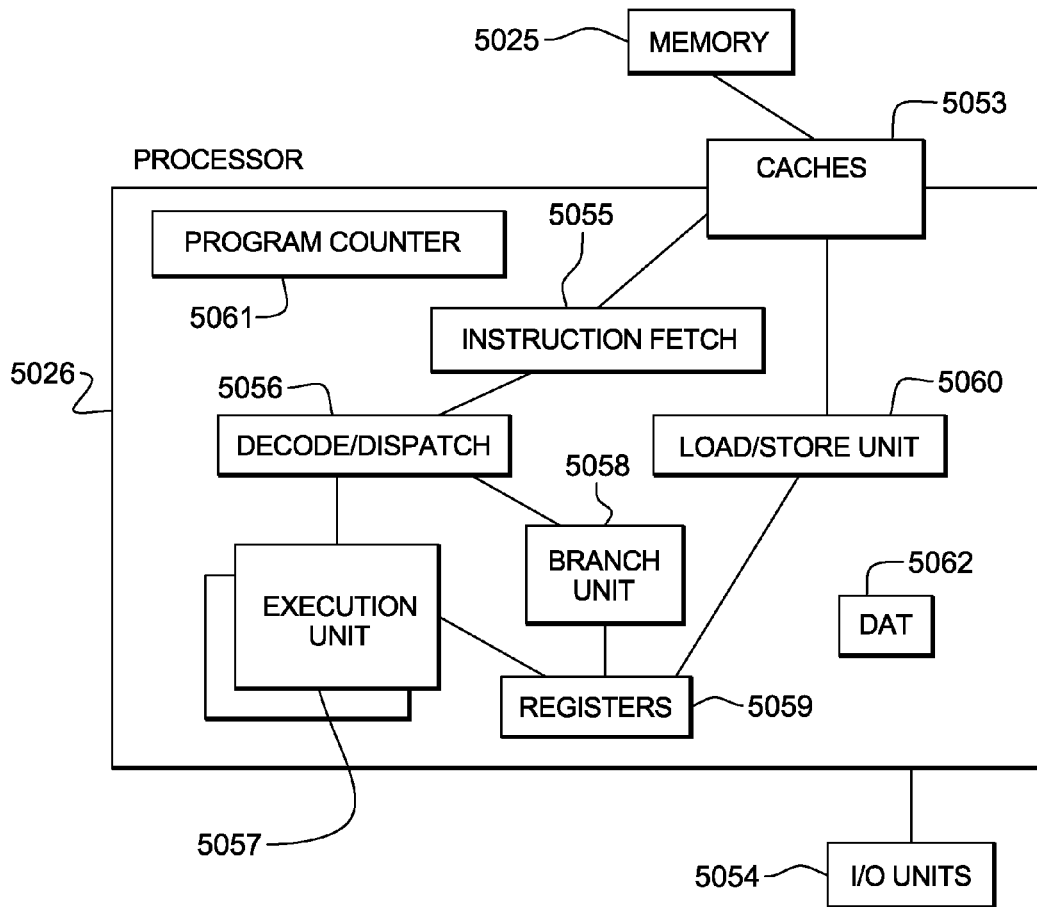 5025
MEMORY
5053
CACHES
PROCESSOR
PROGRAM COUNTER
5061
5055
INSTRUCTION FETCH
5026
5056
DECODE/DISPATCH
5060
LOAD/STORE UNIT
5058
BRANCH
UNIT
5062
DAT
EXECUTION
UNIT
REGISTERS
5059
5057
5054
I/O UNITS